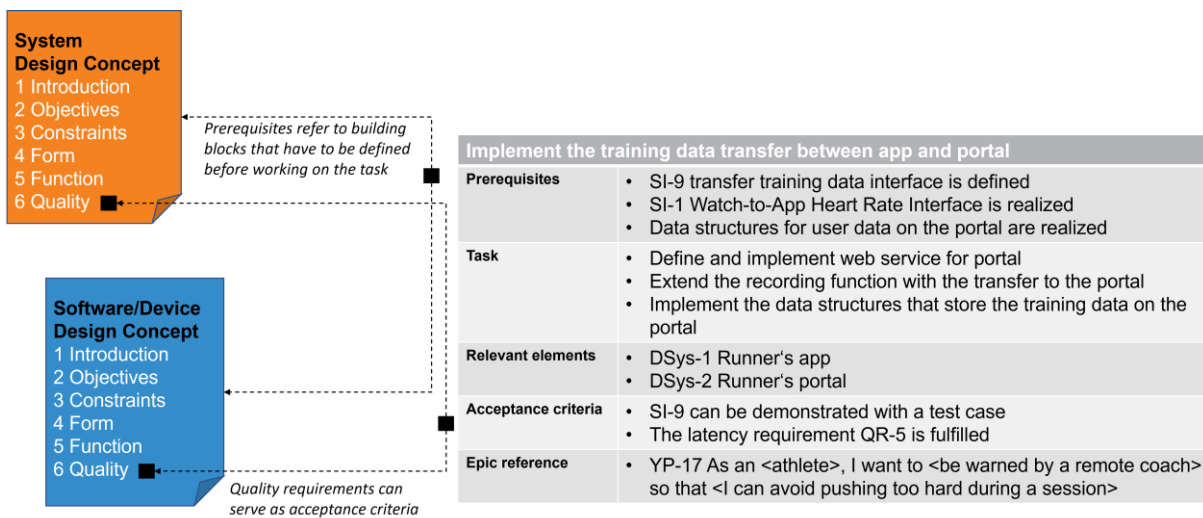 System
Design Concept
1 Introduction
2 Objectives
3 Constraints
4 Form
5 Function
6 Quality
Prerequisites refer to building
blocks that have to be defined
before working on the task
Software/Device
Design Concept
1 Introduction
2 Objectives
3 Constraints
4 Form
5 Function
6 Quality
Quality requirements can
serve as acceptance criteria
Implement the training data transfer between app and portal
Prerequisites
• SI-9 transfer training data interface is defined
• SI-1 Watch-to-App Heart Rate Interface is realized
• Data structures for user data on the portal are realized
Task
• Define and implement web service for portal
• Extend the recording function with the transfer to the portal
• Implement the data structures that store the training data on the
portal
Relevant elements
• DSys-1 Runner‘s app
• DSys-2 Runner‘s portal
Acceptance criteria
• SI-9 can be demonstrated with a test case
• The latency requirement QR-5 is fulfilled
Epic reference
• YP-17 As an <athlete>, I want to <be warned by a remote coach>
so that <I can avoid pushing too hard during a session>